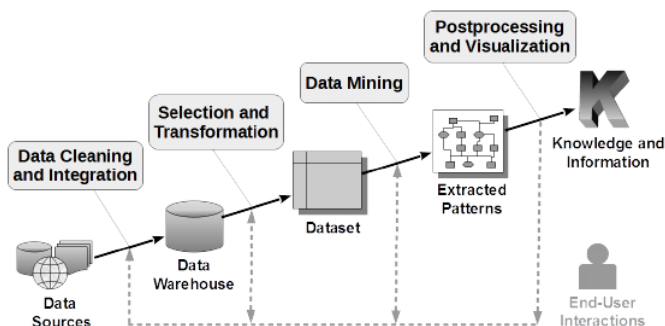 Postprocessing
and Visualization
Data Mining
Selection and
Transformation
Data Cleaning
and Integration
K
Knowledge and
Information
Extracted
Patterns
Dataset
Data
Warehouse
Data
Sources
End-User
Interactions